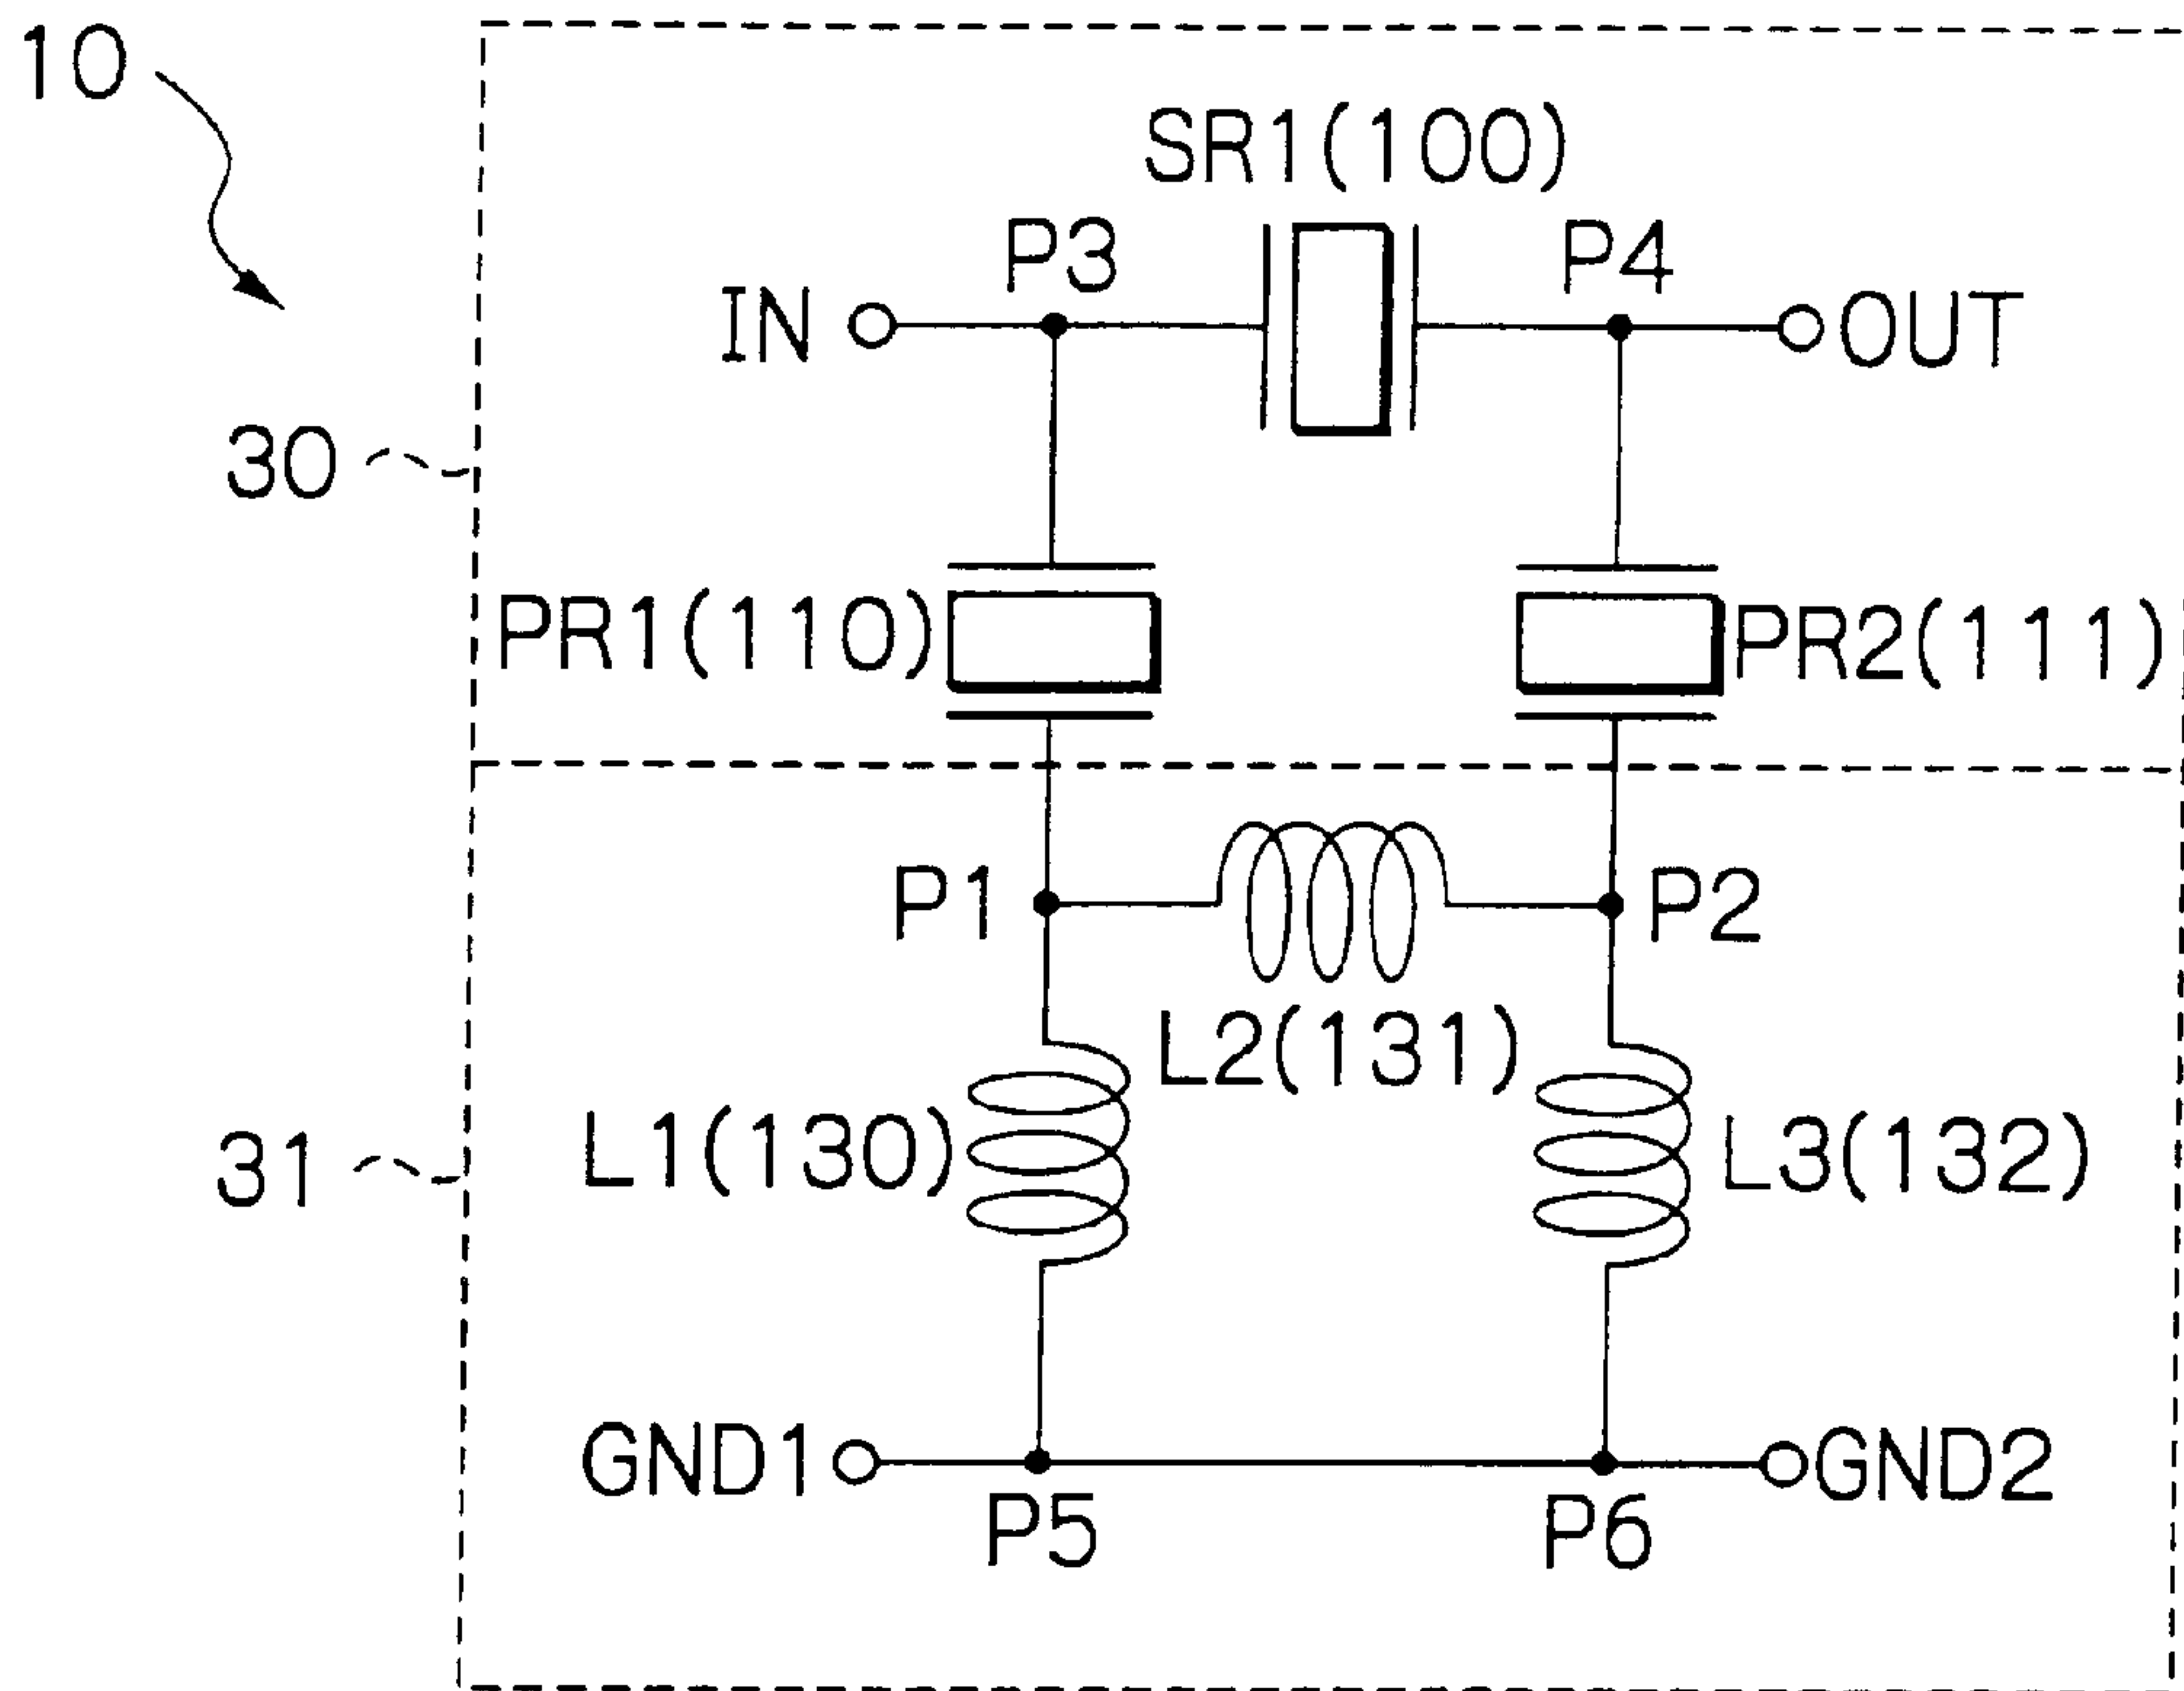 10
SR1(100)
P3
P4
IN
OUT
30
PR1(110)
PR2(111)
P1
P2
L2(131)
L1(130)
L3(132)
31
GND1
GND2
P5
P6